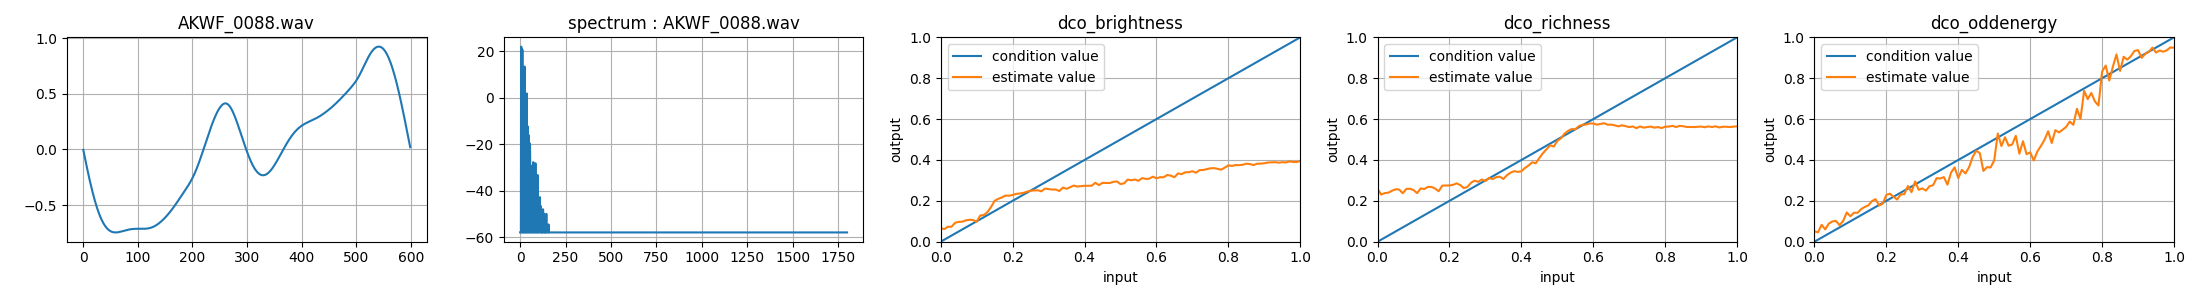 AKWF_0088.wav
1.0
0.5
0.0
−0.5
0 100 200 300 400 500 600
spectrum : AKWF_0088.wav
20
0
−20
−40
−60
0 250 500 750 1000 1250 1500 1750
dco_brightness
condition value
estimate value
output
1.0
0.8
0.6
0.4
0.2
0.0
0.0 0.2 0.4 0.6 0.8 1.0
input
dco_richness
condition value
estimate value
output
1.0
0.8
0.6
0.4
0.2
0.0
0.0 0.2 0.4 0.6 0.8 1.0
input
dco_oddenergy
condition value
estimate value
output
1.0
0.8
0.6
0.4
0.2
0.0
0.0 0.2 0.4 0.6 0.8 1.0
input